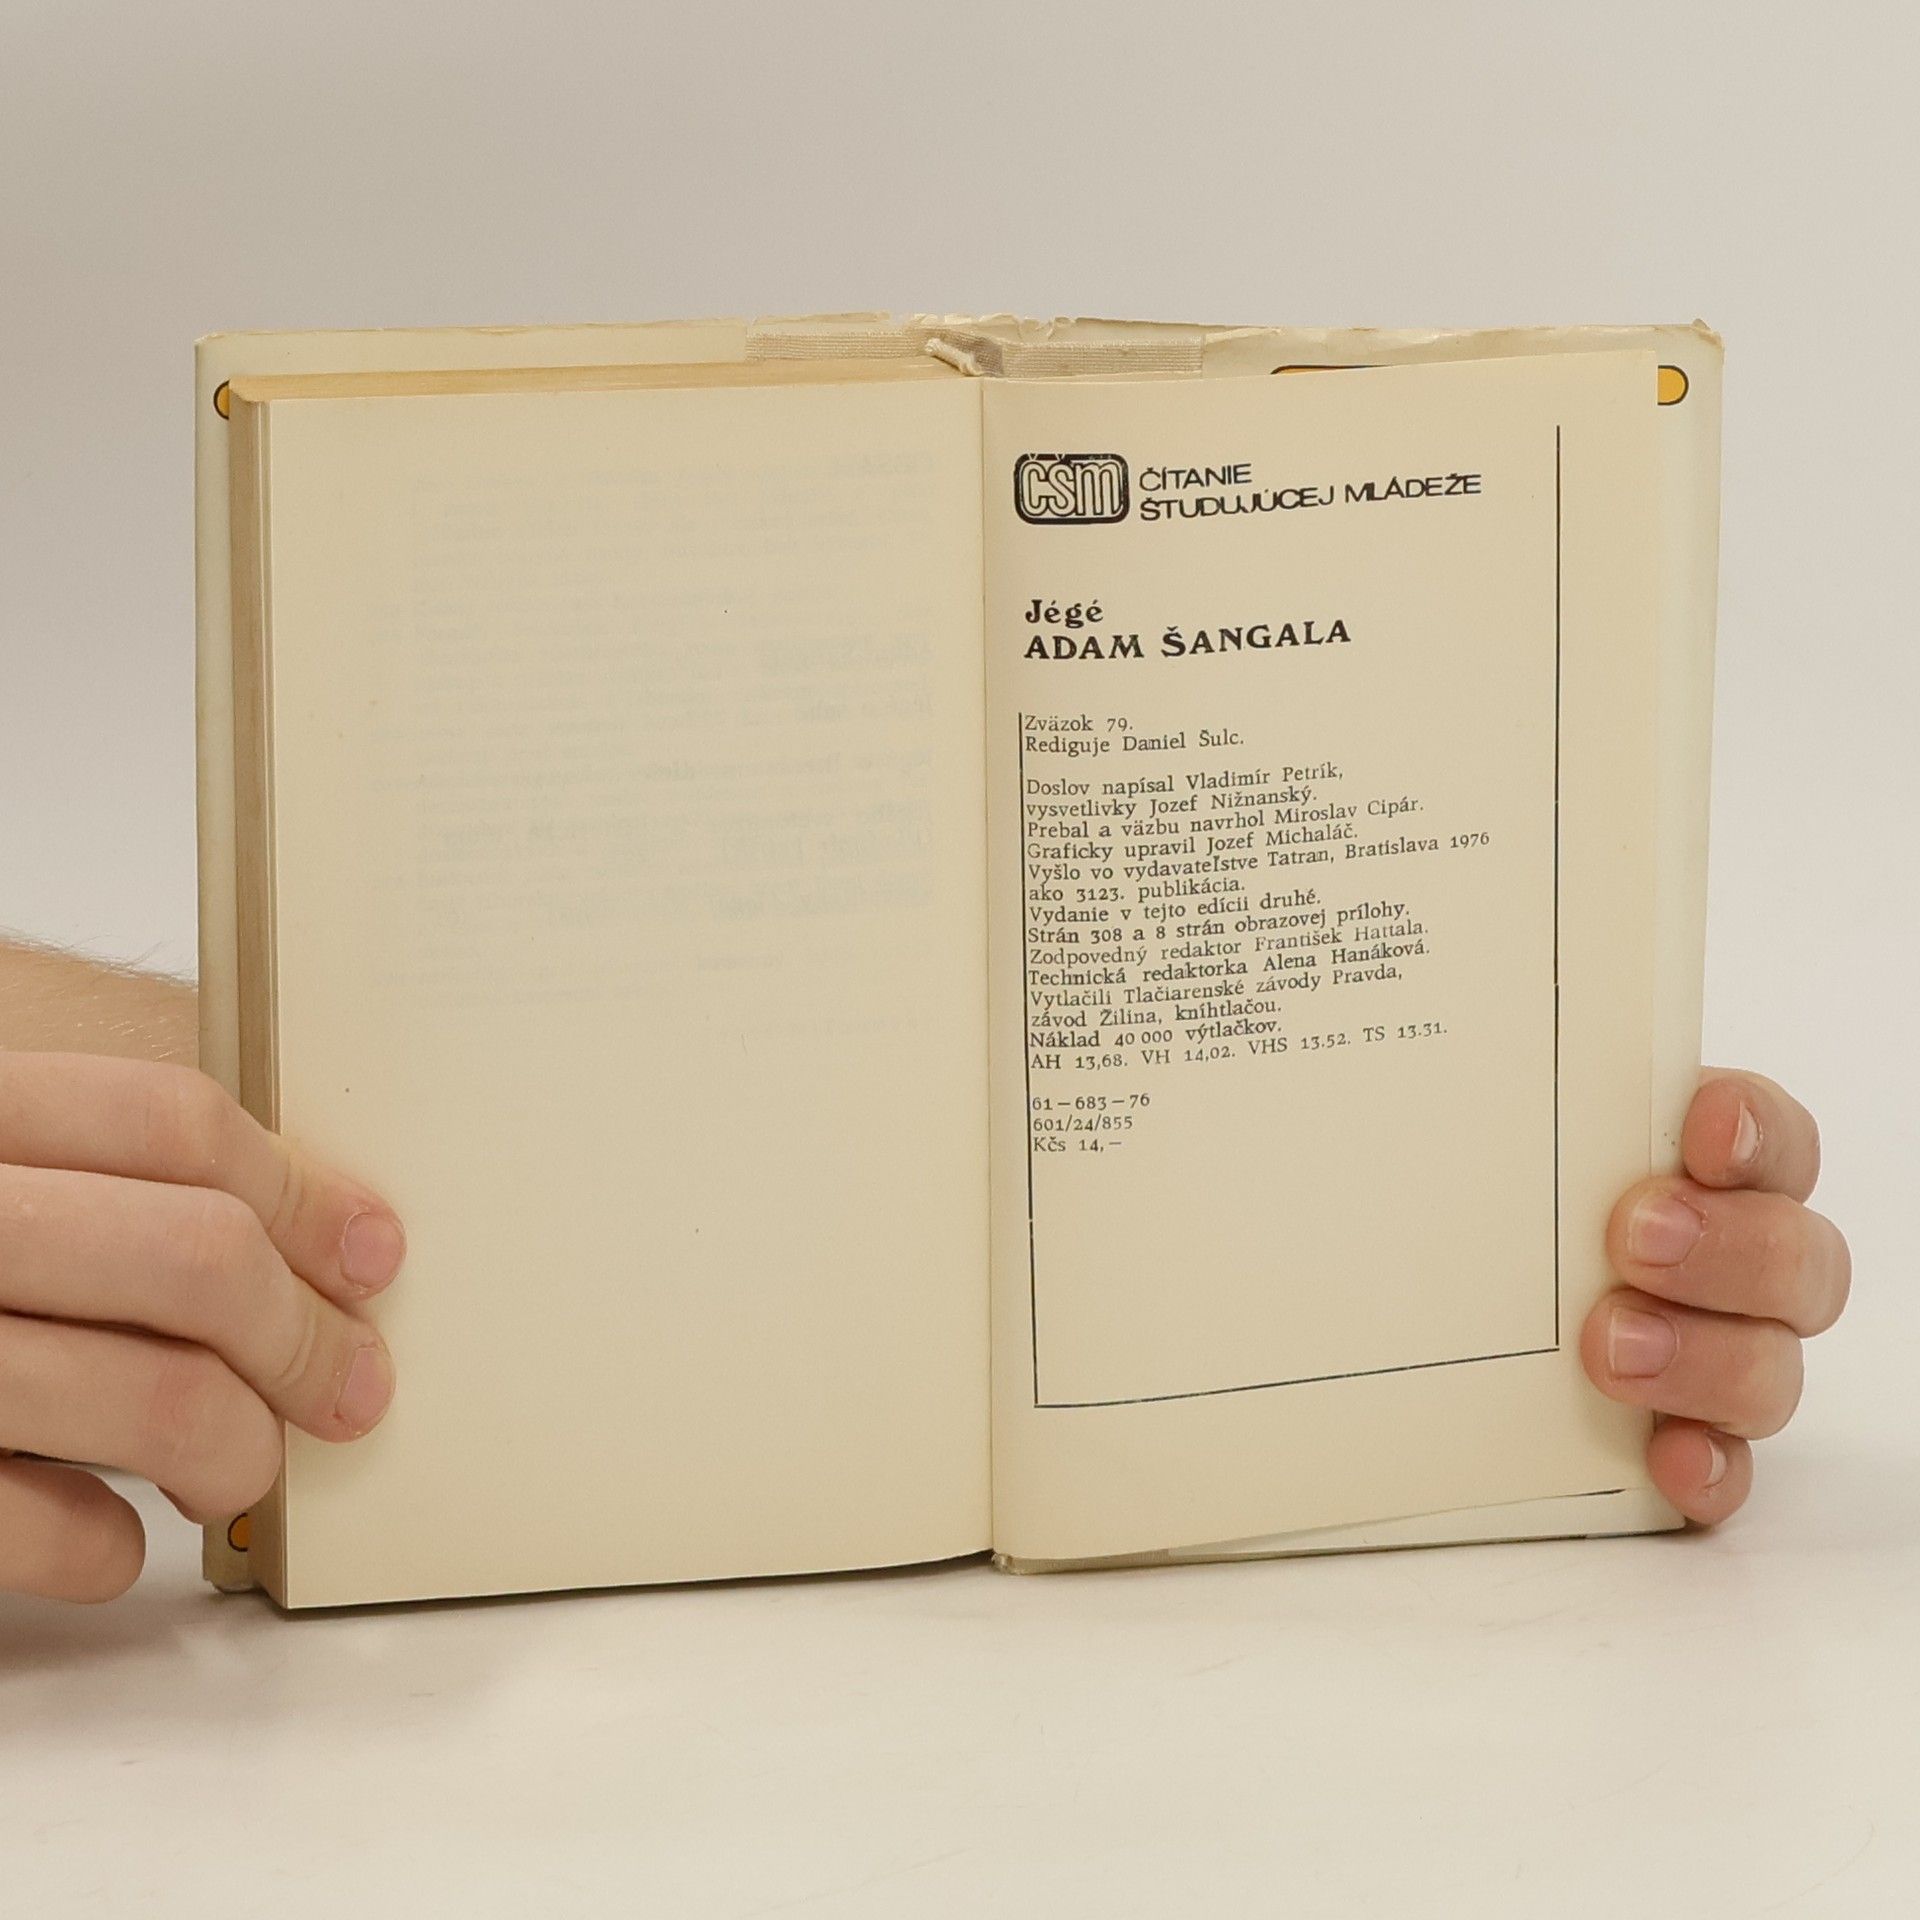 čšm
ČÍTANIE
ŠTUDUJÚCEJ MLÁDEŽE
Jégé
ADAM ŠANGALA
Zväzok 79.
Rediguje Daniel Šulc.
Doslov napísal Vladimír Petrík,
vysvetlivky Jozef Nižnanský.
Prebal a väzbu navrhol Miroslav Cipár.
Graficky upravil Jozef Michaláč.
Vyšlo vo vydavateľstve Tatran, Bratislava 1976
ako 3123. publikácia.
Vydanie v tejto edícii druhé.
Strán 308 a 8 strán obrazovej prílohy.
Zodpovedný redaktor František Hattala.
Technická redaktorka Alena Hanáková.
Vytlačili Tlačiarenské závody Pravda,
závod Žilina, kníhtlačou.
Náklad 40 000 výtlačkov.
AH 13,68. VH 14,02. VHS 13.52. TS 13.31.
61 — 683 — 76
601/24/855
Kčs 14,—